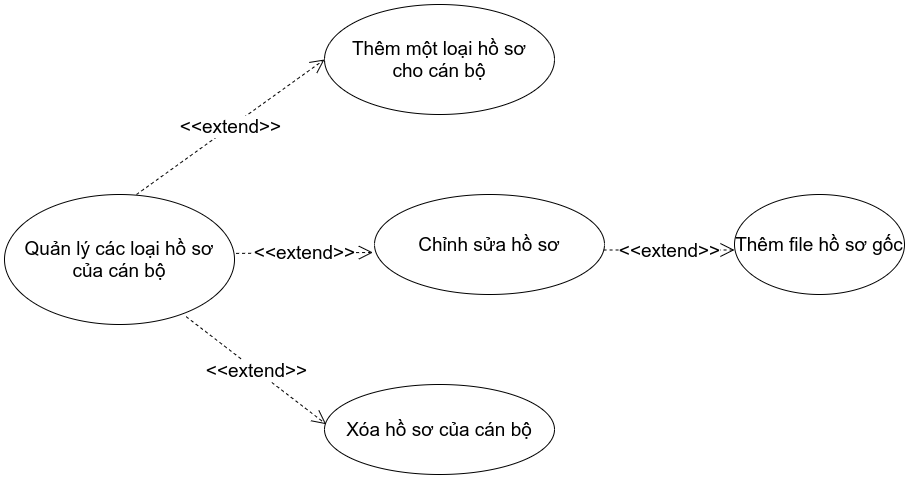 Thêm một loại hồ sơ
cho cán bộ
<<extend>>
Quản lý các loại hồ sơ
của cán bộ
<<extend>>
Chỉnh sửa hồ sơ
<<extend>>
Thêm file hồ sơ gốc
<<extend>>
Xóa hồ sơ của cán bộ